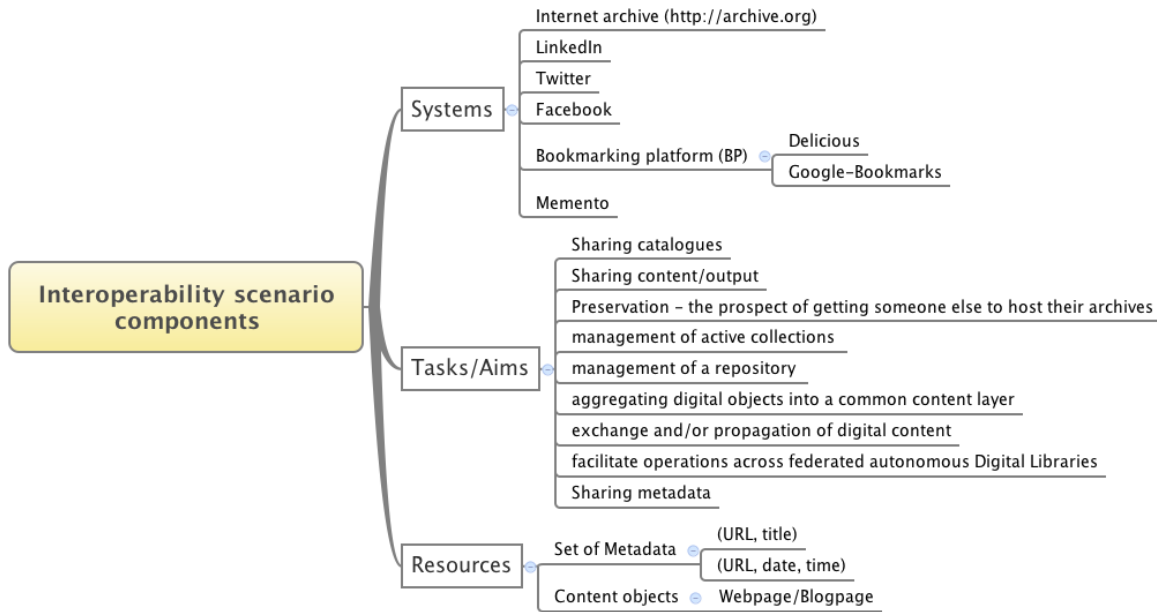 Interoperability scenario
components
Systems
Internet archive (http://archive.org)
LinkedIn
Twitter
Facebook
Bookmarking platform (BP)
Delicious
Google-Bookmarks
Memento
Tasks/Aims
Sharing catalogues
Sharing content/output
Preservation – the prospect of getting someone else to host their archives
management of active collections
management of a repository
aggregating digital objects into a common content layer
exchange and/or propagation of digital content
facilitate operations across federated autonomous Digital Libraries
Sharing metadata
Resources
Set of Metadata
(URL, title)
(URL, date, time)
Content objects
Webpage/Blogpage